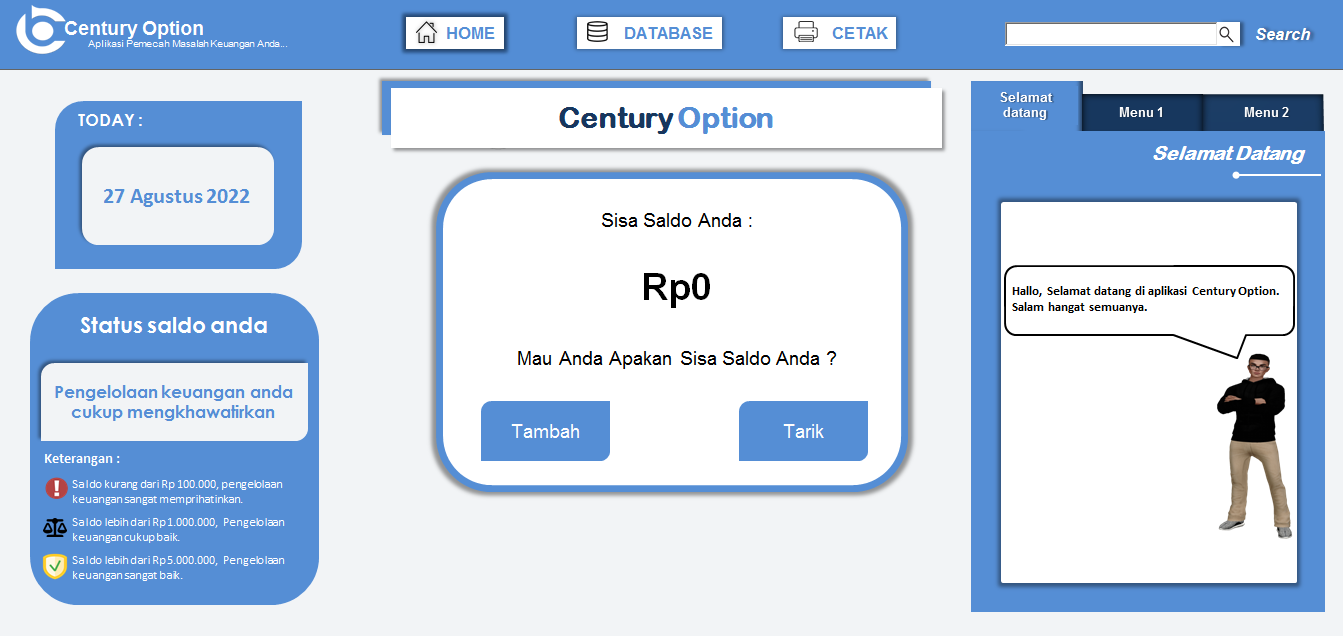 Century Option
Aplikasi Pemecah Masalah Keuangan Anda...
HOME
DATABASE
CETAK
Search
TODAY :
27 Agustus 2022
Status saldo anda
Pengelolaan keuangan anda
cukup mengkhawatirkan
Keterangan :
Saldo kurang dari Rp 100.000, pengelolaan
keuangan sangat memprihatinkan.
Saldo lebih dari Rp1.000.000, Pengelolaan
keuangan cukup baik.
Saldo lebih dari Rp5.000.000, Pengelolaan
keuangan sangat baik.
Century Option
Sisa Saldo Anda :
Rp0
Mau Anda Apakan Sisa Saldo Anda ?
Tambah
Tarik
Selamat
datang
Menu 1
Menu 2
Selamat Datang
Hallo, Selamat datang di aplikasi Century Option.
Salam hangat semuanya.